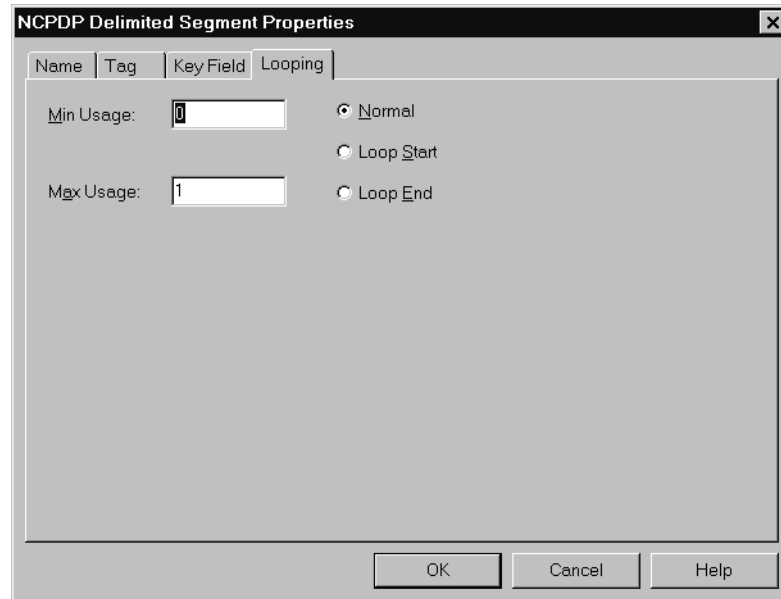 NCPDP Delimited Segment Properties
Name Tag Key Field Looping
Min Usage: 0 Normal
Loop Start
Max Usage: 1 Loop End
OK Cancel Help